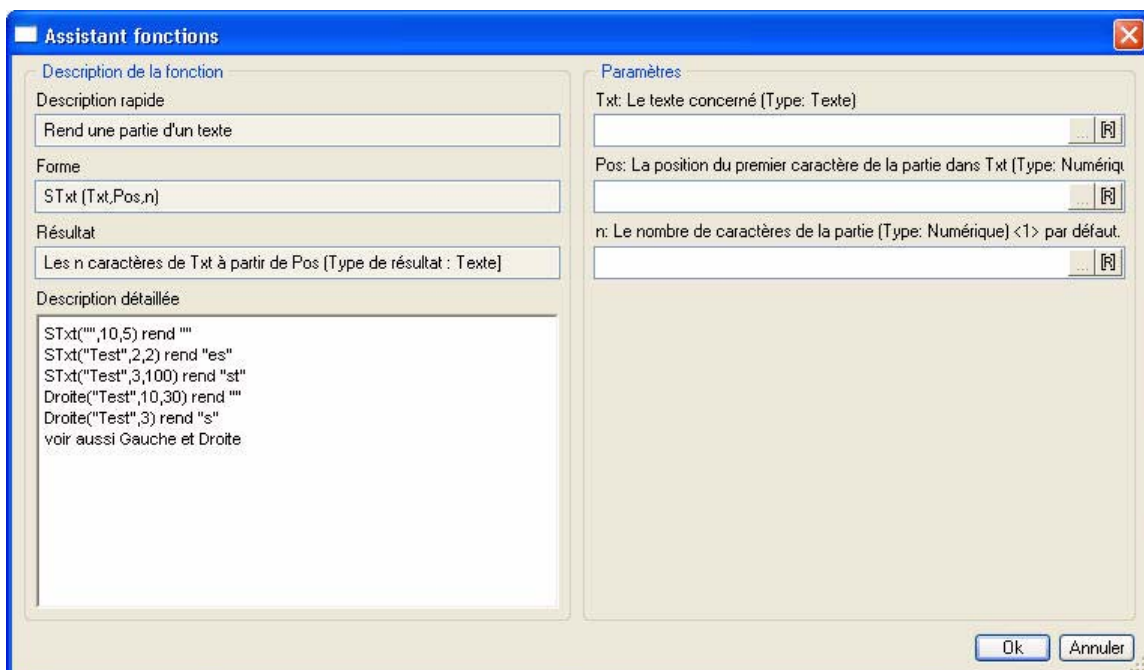 Assistant fonctions
Description de la fonction
Description rapide
Rend une partie d'un texte
Forme
STxt (Txt,Pos,n)
Résultat
Les n caractères de Txt à partir de Pos (Type de résultat : Texte]
Description détaillée
STxt("",10,5) rend ""
STxt("Test",2,2) rend "es"
STxt("Test",3,100) rend "st"
Droite("Test",10,30) rend ""
Droite("Test",3) rend "s"
voir aussi Gauche et Droite
Paramètres
Txt: Le texte concerné (Type: Texte)
... [R]
Pos: La position du premier caractère de la partie dans Txt (Type: Numériqu
... [R]
n: Le nombre de caractères de la partie (Type: Numérique) <1> par défaut.
... [R]
Ok Annuler